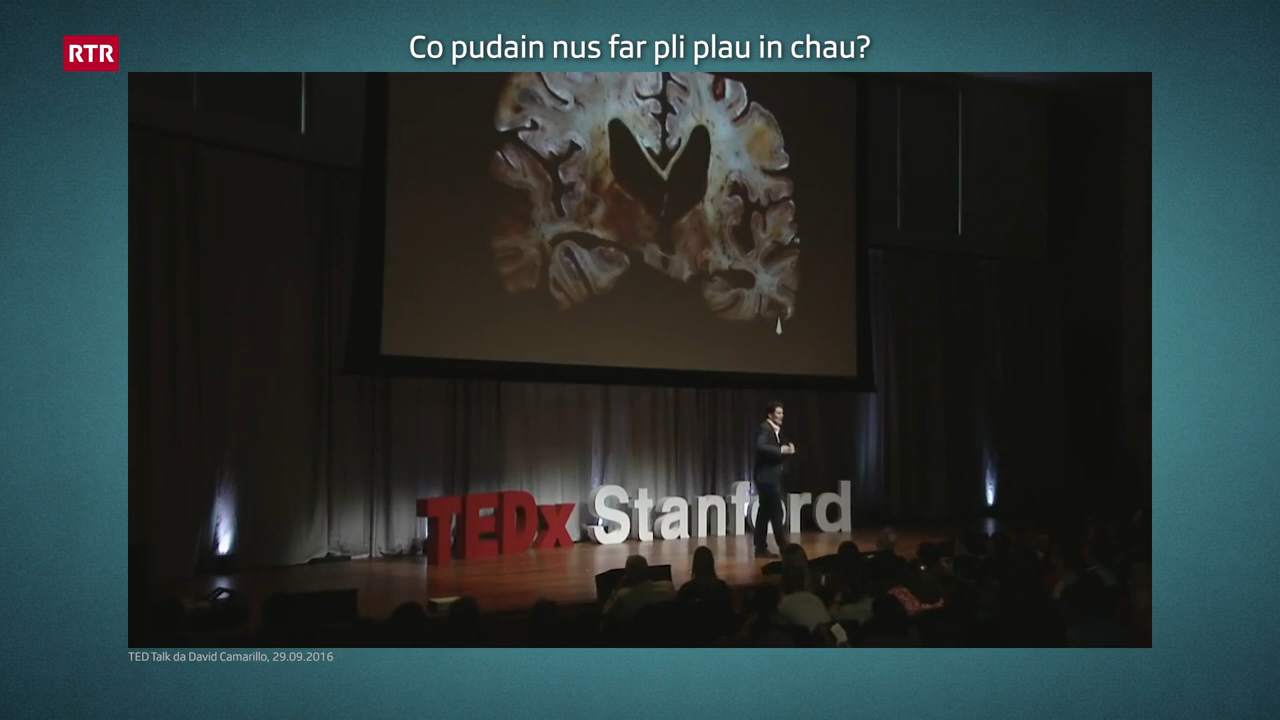 Co pudain nus far pli plau in chau?
RTR
TEDx Stanford
TED Talk da David Camarillo, 29.09.2016